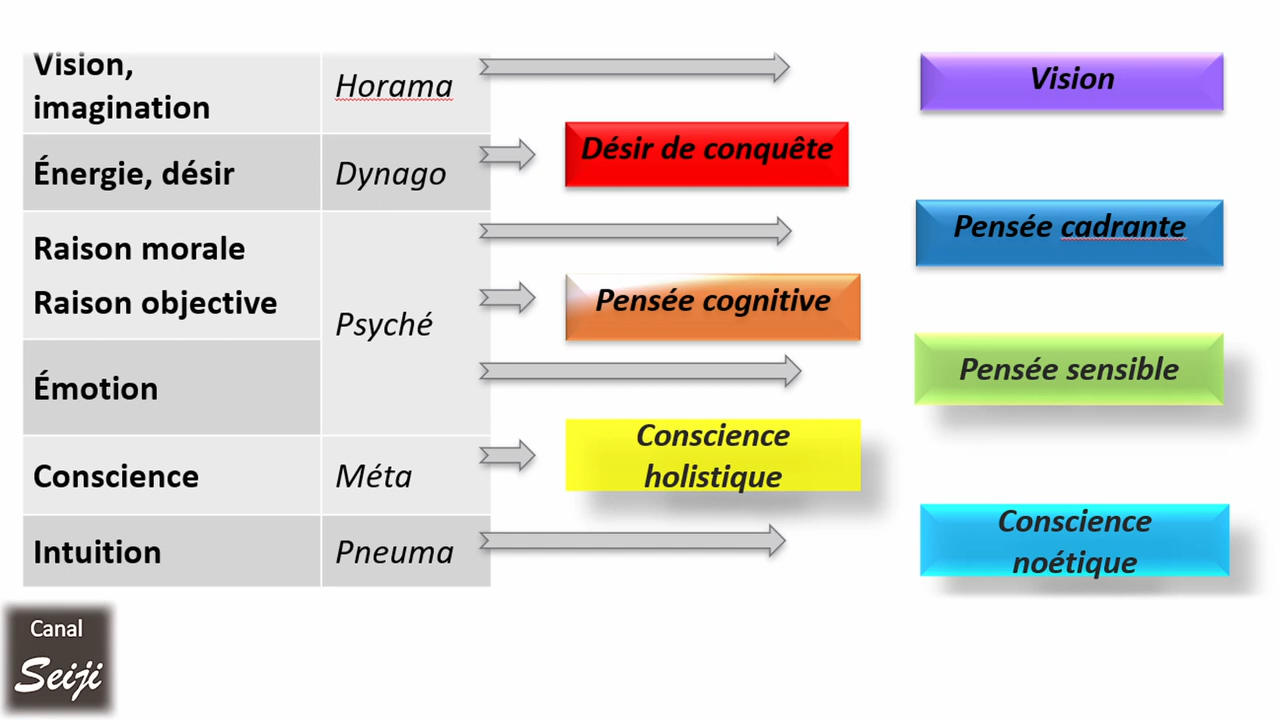 Vision,
imagination
Horama
Vision
Énergie, désir
Dynago
Désir de conquête
Raison morale
Raison objective
Psyché
Pensée cadrante
Pensée cognitive
Émotion
Pensée sensible
Conscience
Méta
Conscience
holistique
Intuition
Pneuma
Conscience
noétique
Canal
Seiji